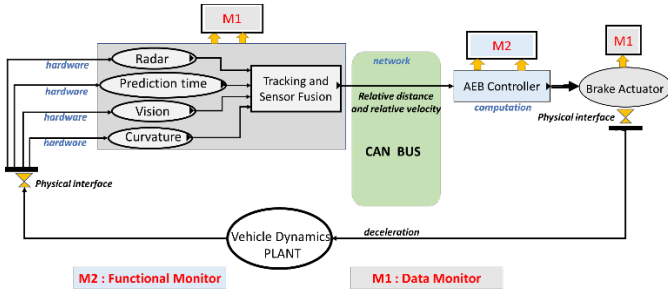 M1
M2
M1
hardware
Radar
network
hardware
Prediction time
Tracking and
Sensor Fusion
AEB Controller
Brake Actuator
hardware
Vision
Relative distance
and relative velocity
computation
hardware
Curvature
CAN BUS
Physical interface
Physical interface
Vehicle Dynamics
PLANT
deceleration
M2 : Functional Monitor
M1 : Data Monitor